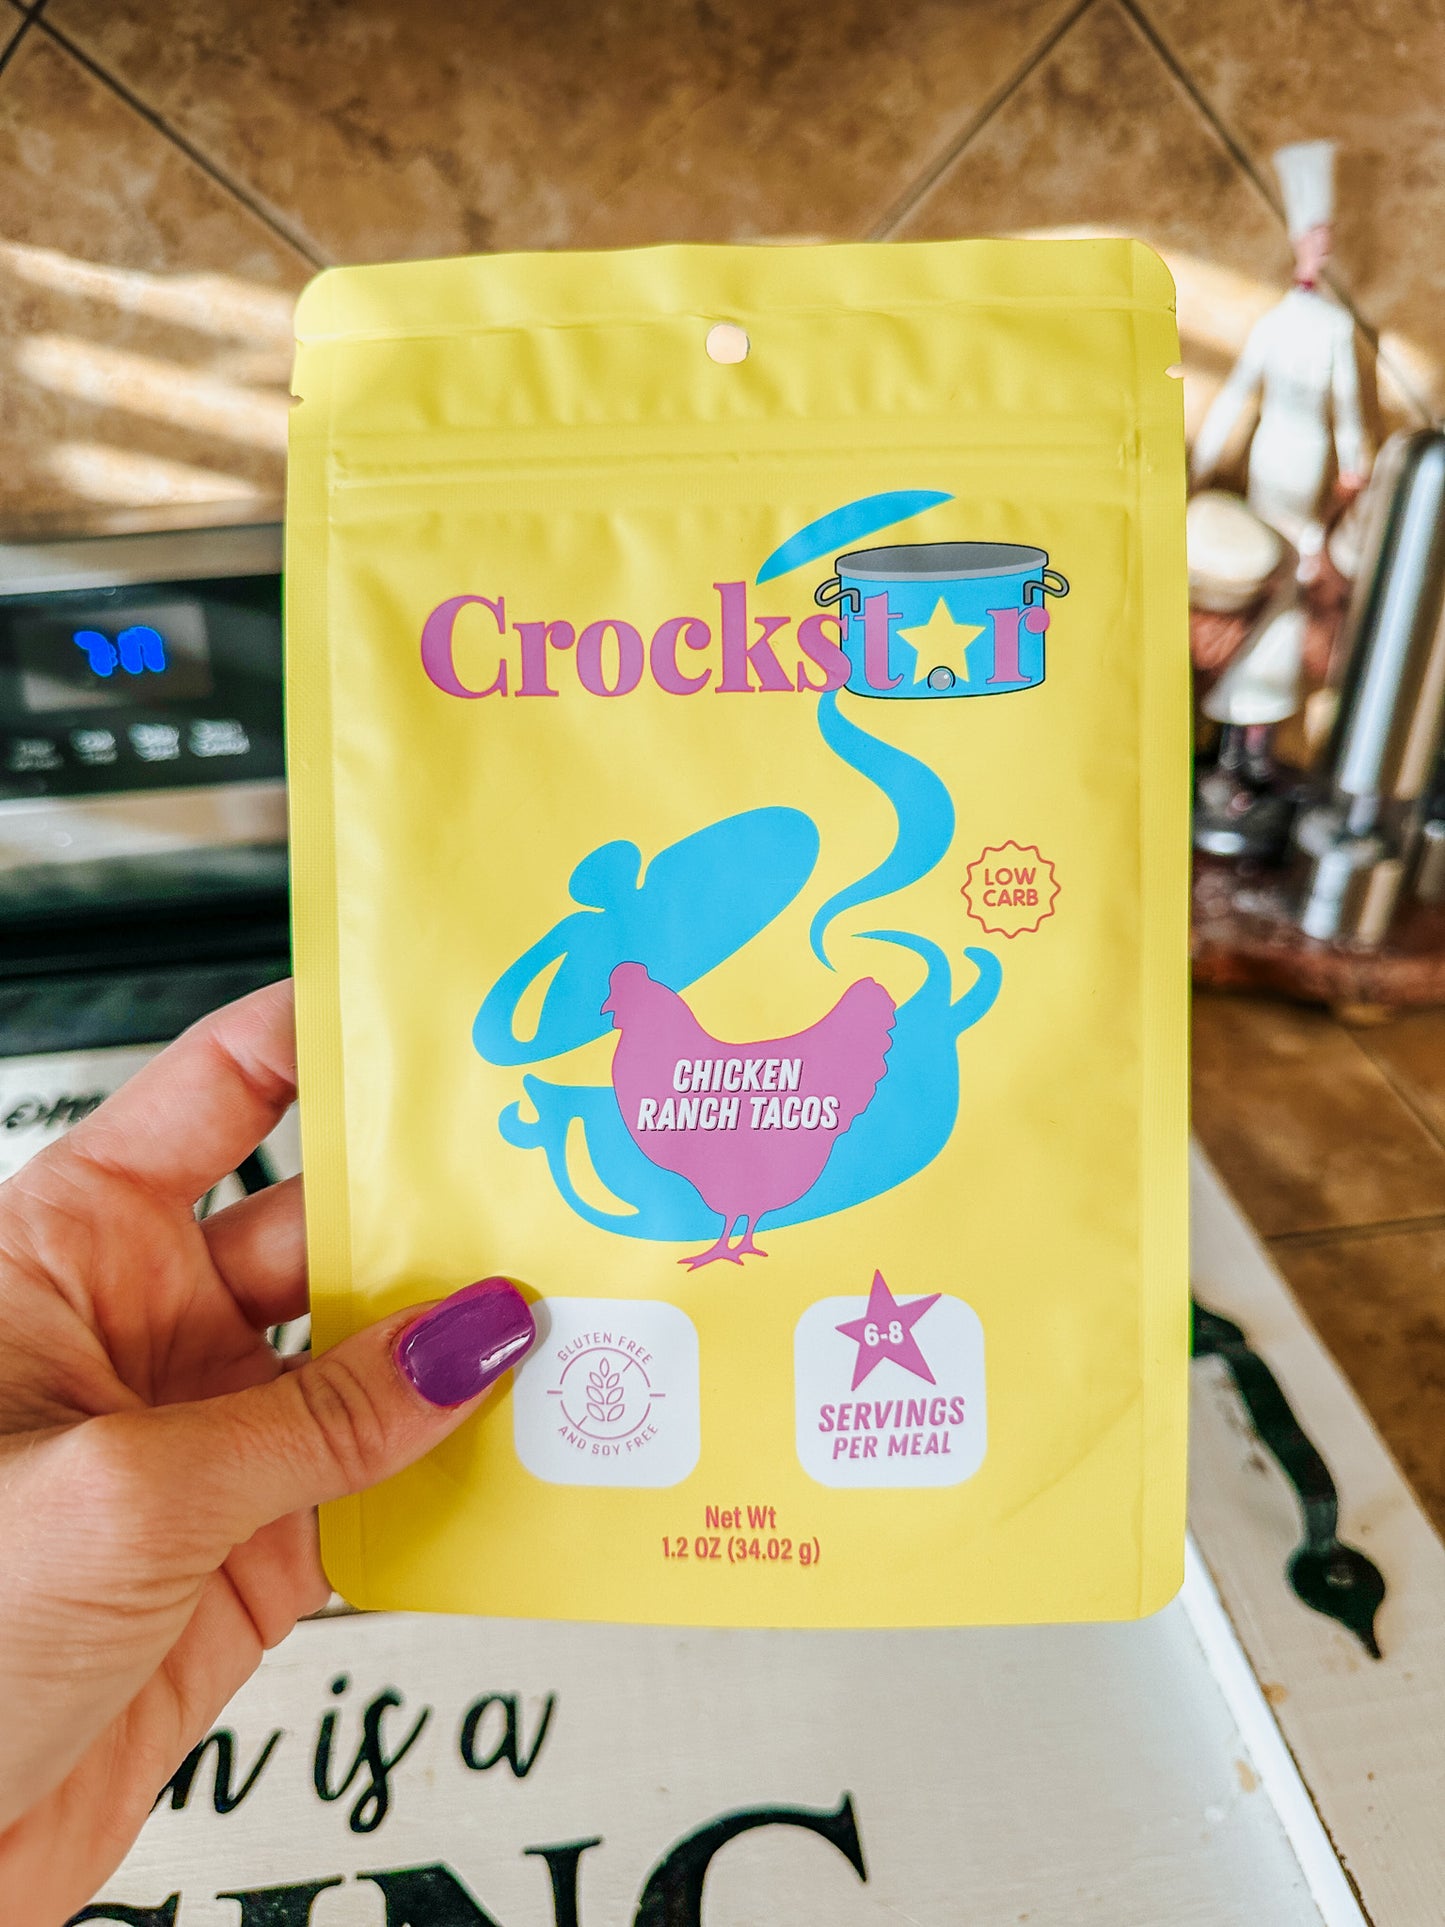 Crockstar
LOW
CARB
CHICKEN
RANCH TACOS
GLUTEN FREE
AND SOY FREE
6-8
SERVINGS
PER MEAL
Net Wt
1.2 OZ (34.02 g)
is a